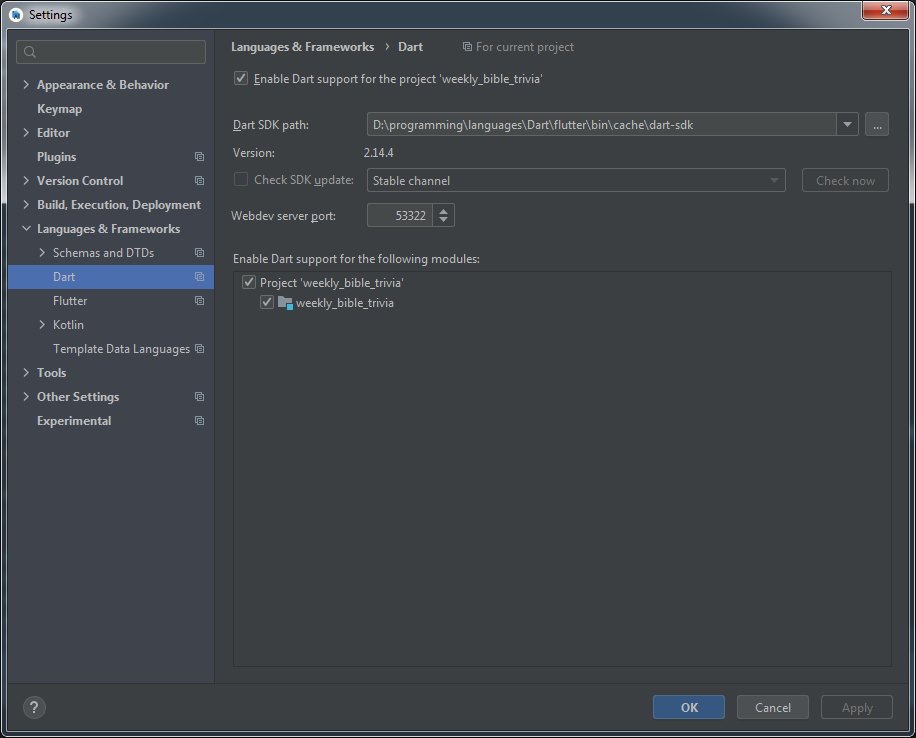 Settings
Languages & Frameworks › Dart For current project
Enable Dart support for the project 'weekly_bible_trivia'
Appearance & Behavior
Keymap
Editor
Plugins
Version Control
Build, Execution, Deployment
Languages & Frameworks
Schemas and DTDs
Dart
Flutter
Kotlin
Template Data Languages
Tools
Other Settings
Experimental
Dart SDK path: D:\programming\languages\Dart\flutter\bin\cache\dart-sdk ...
Version: 2.14.4
Check SDK update: Stable channel Check now
Webdev server port: 53322
Enable Dart support for the following modules:
Project 'weekly_bible_trivia'
weekly_bible_trivia
? OK Cancel Apply